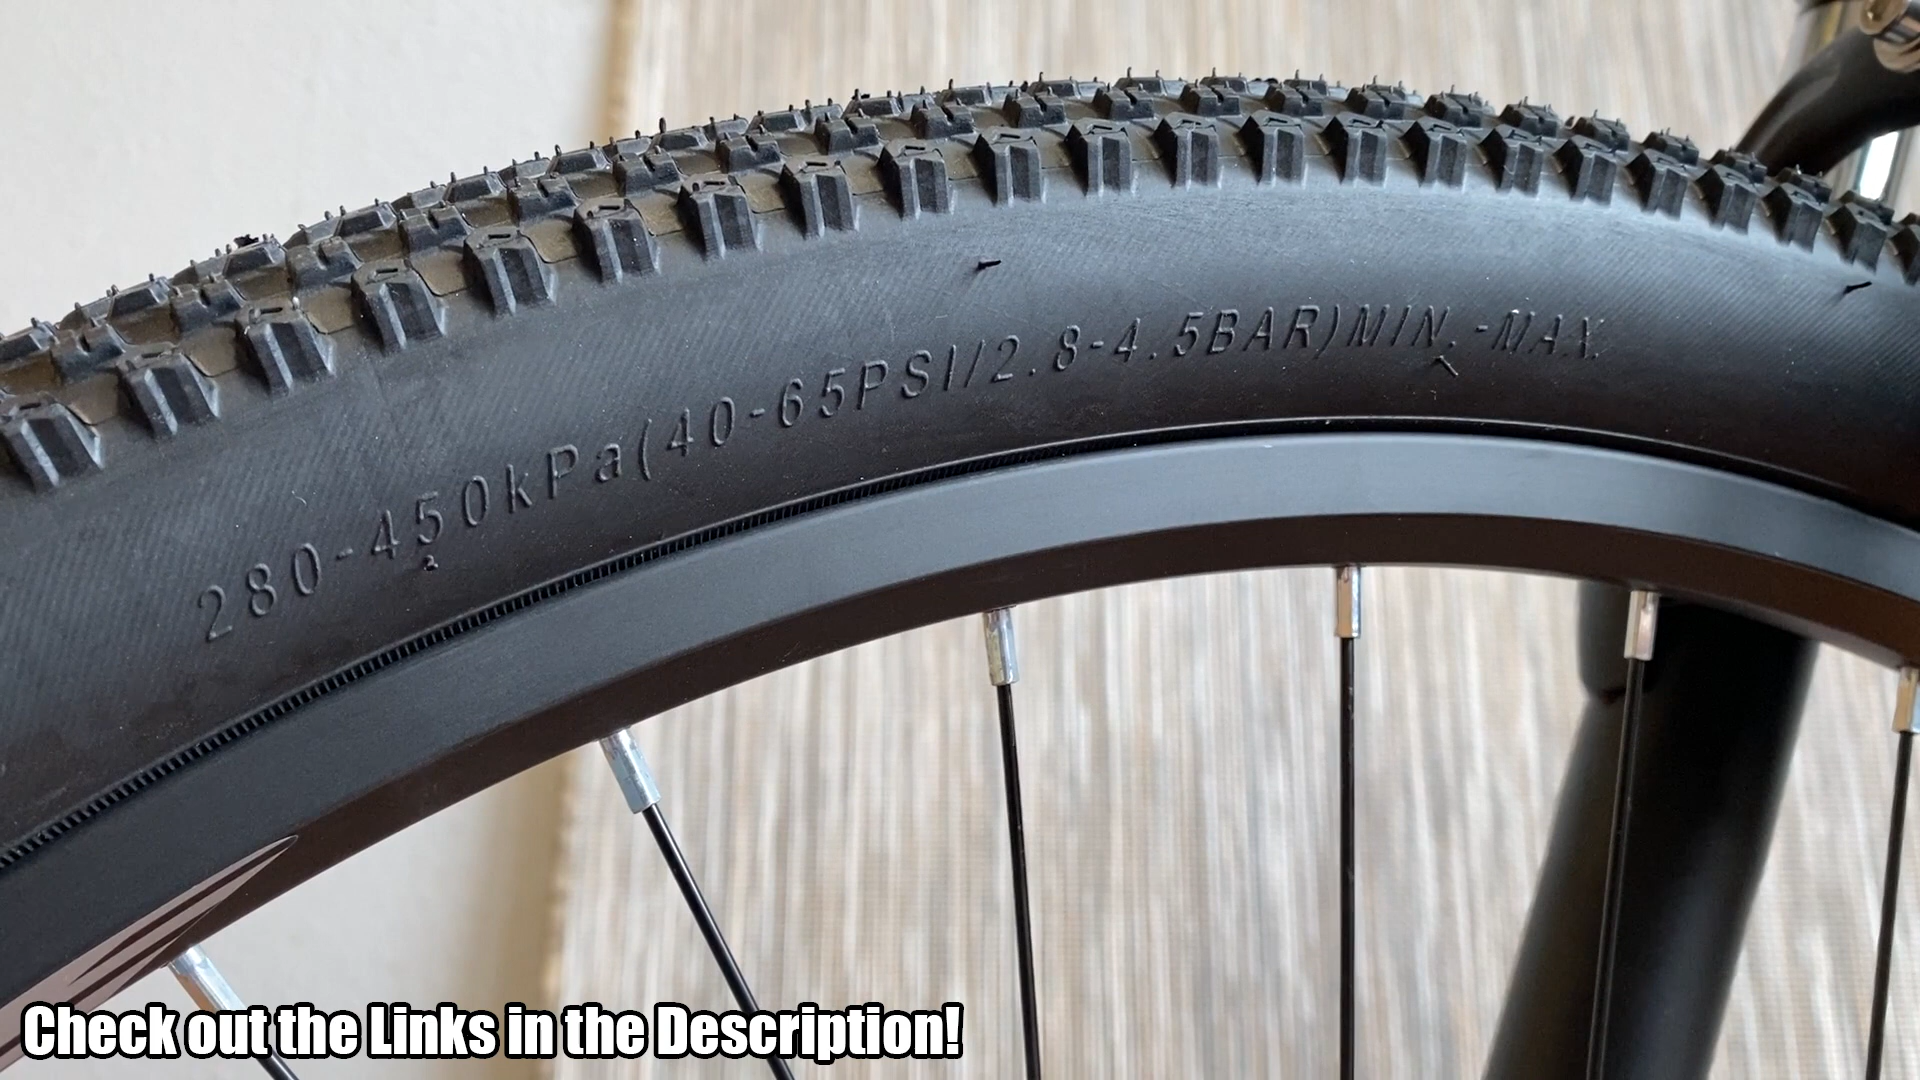 280-450kPa(40-65PSI/2.8-4.5BAR)MIN.-MAX.
Check out the Links in the Description!